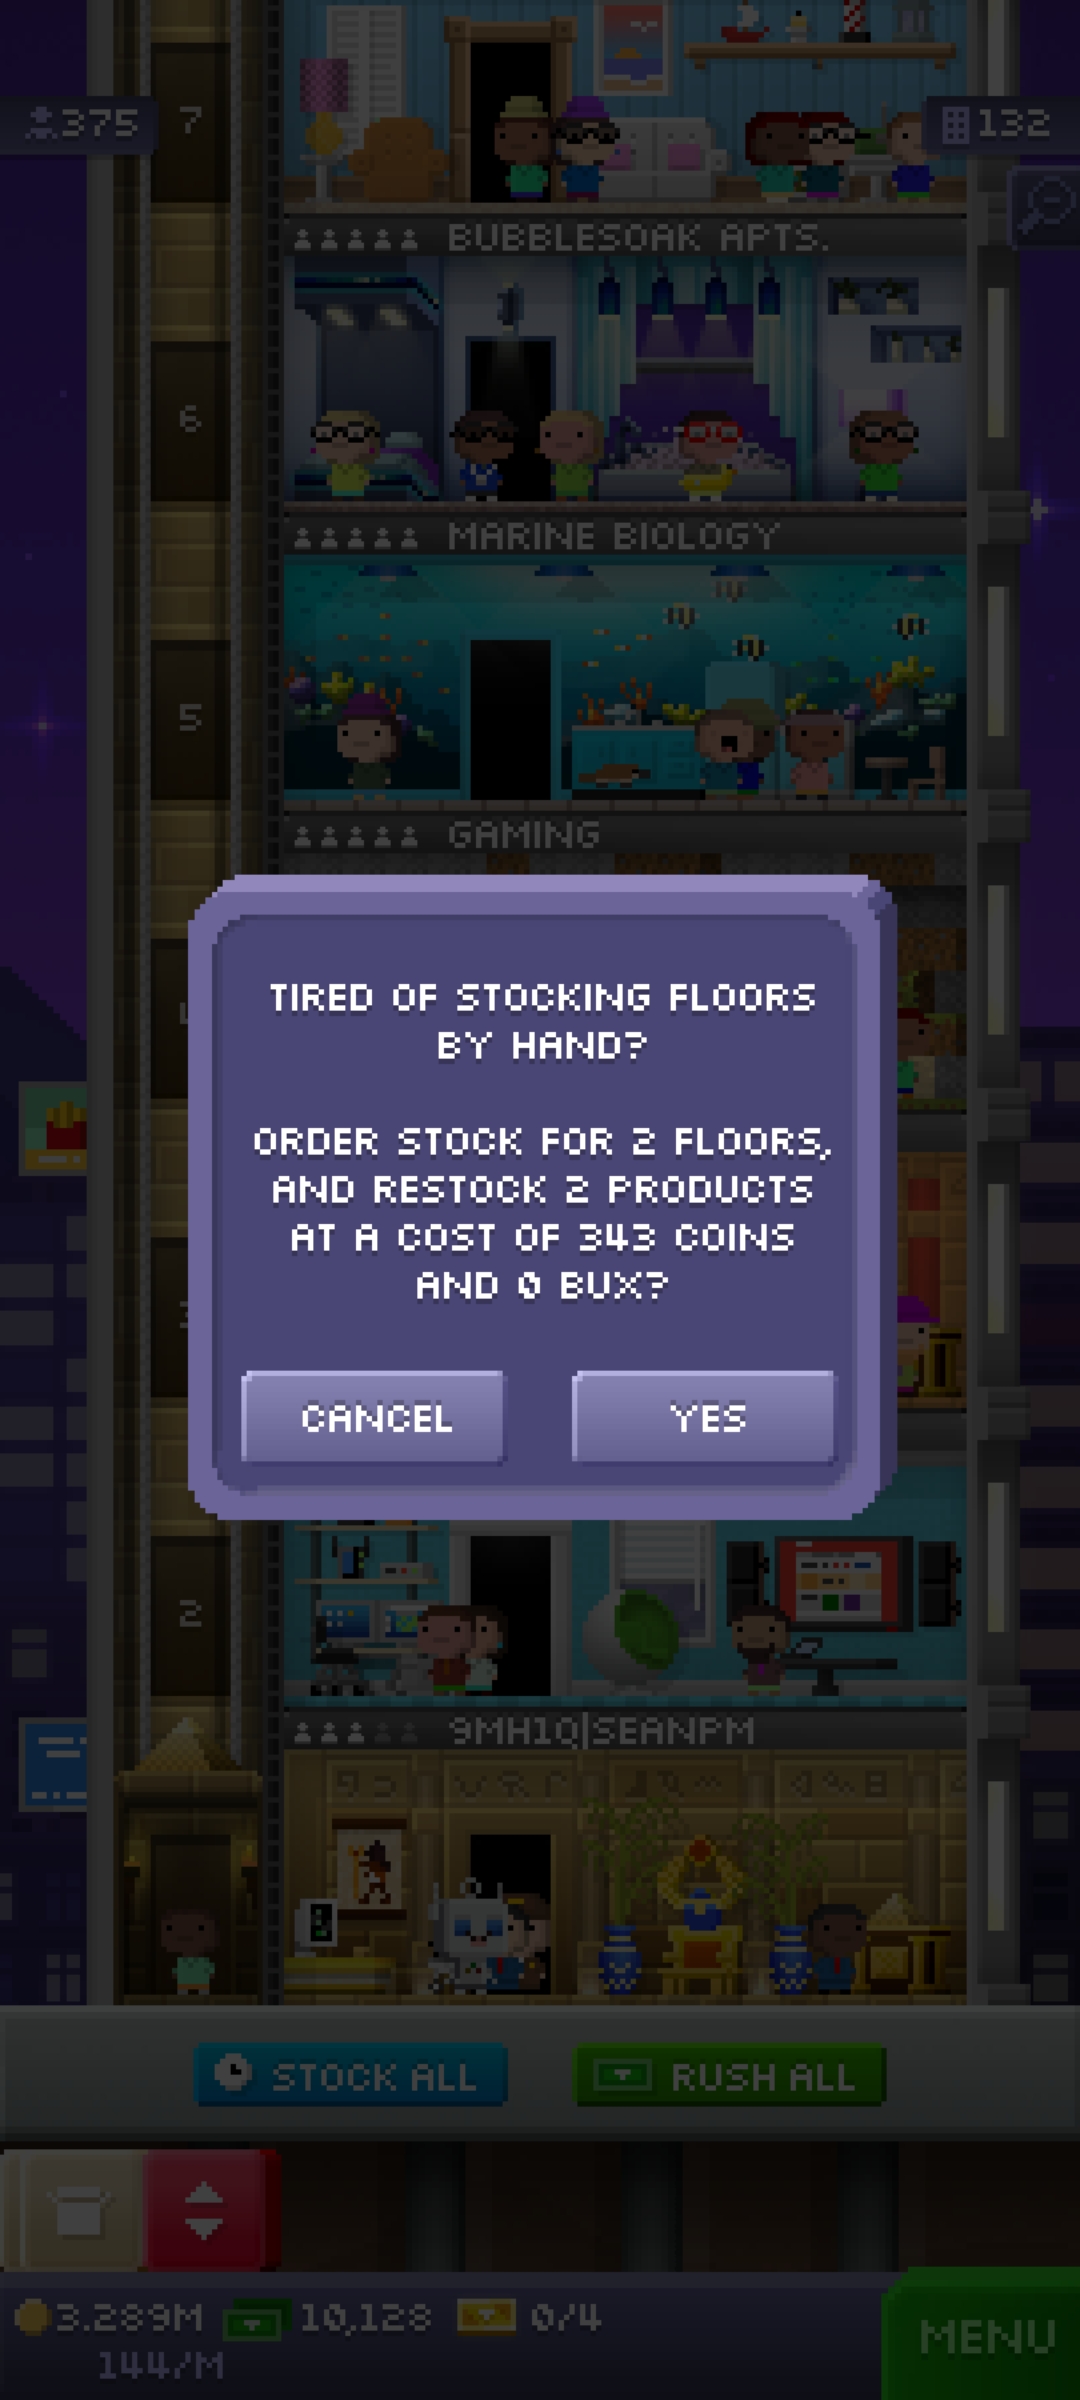 375
7
132
BUBBLESOAK APTS.
6
MARINE BIOLOGY
5
GAMING
TIRED OF STOCKING FLOORS
BY HAND?
ORDER STOCK FOR 2 FLOORS,
AND RESTOCK 2 PRODUCTS
AT A COST OF 343 COINS
AND 0 BUX?
CANCEL
YES
2
9MH1Q|SEANPM
STOCK ALL
RUSH ALL
3.289M
10,128
0/4
144/M
MENU